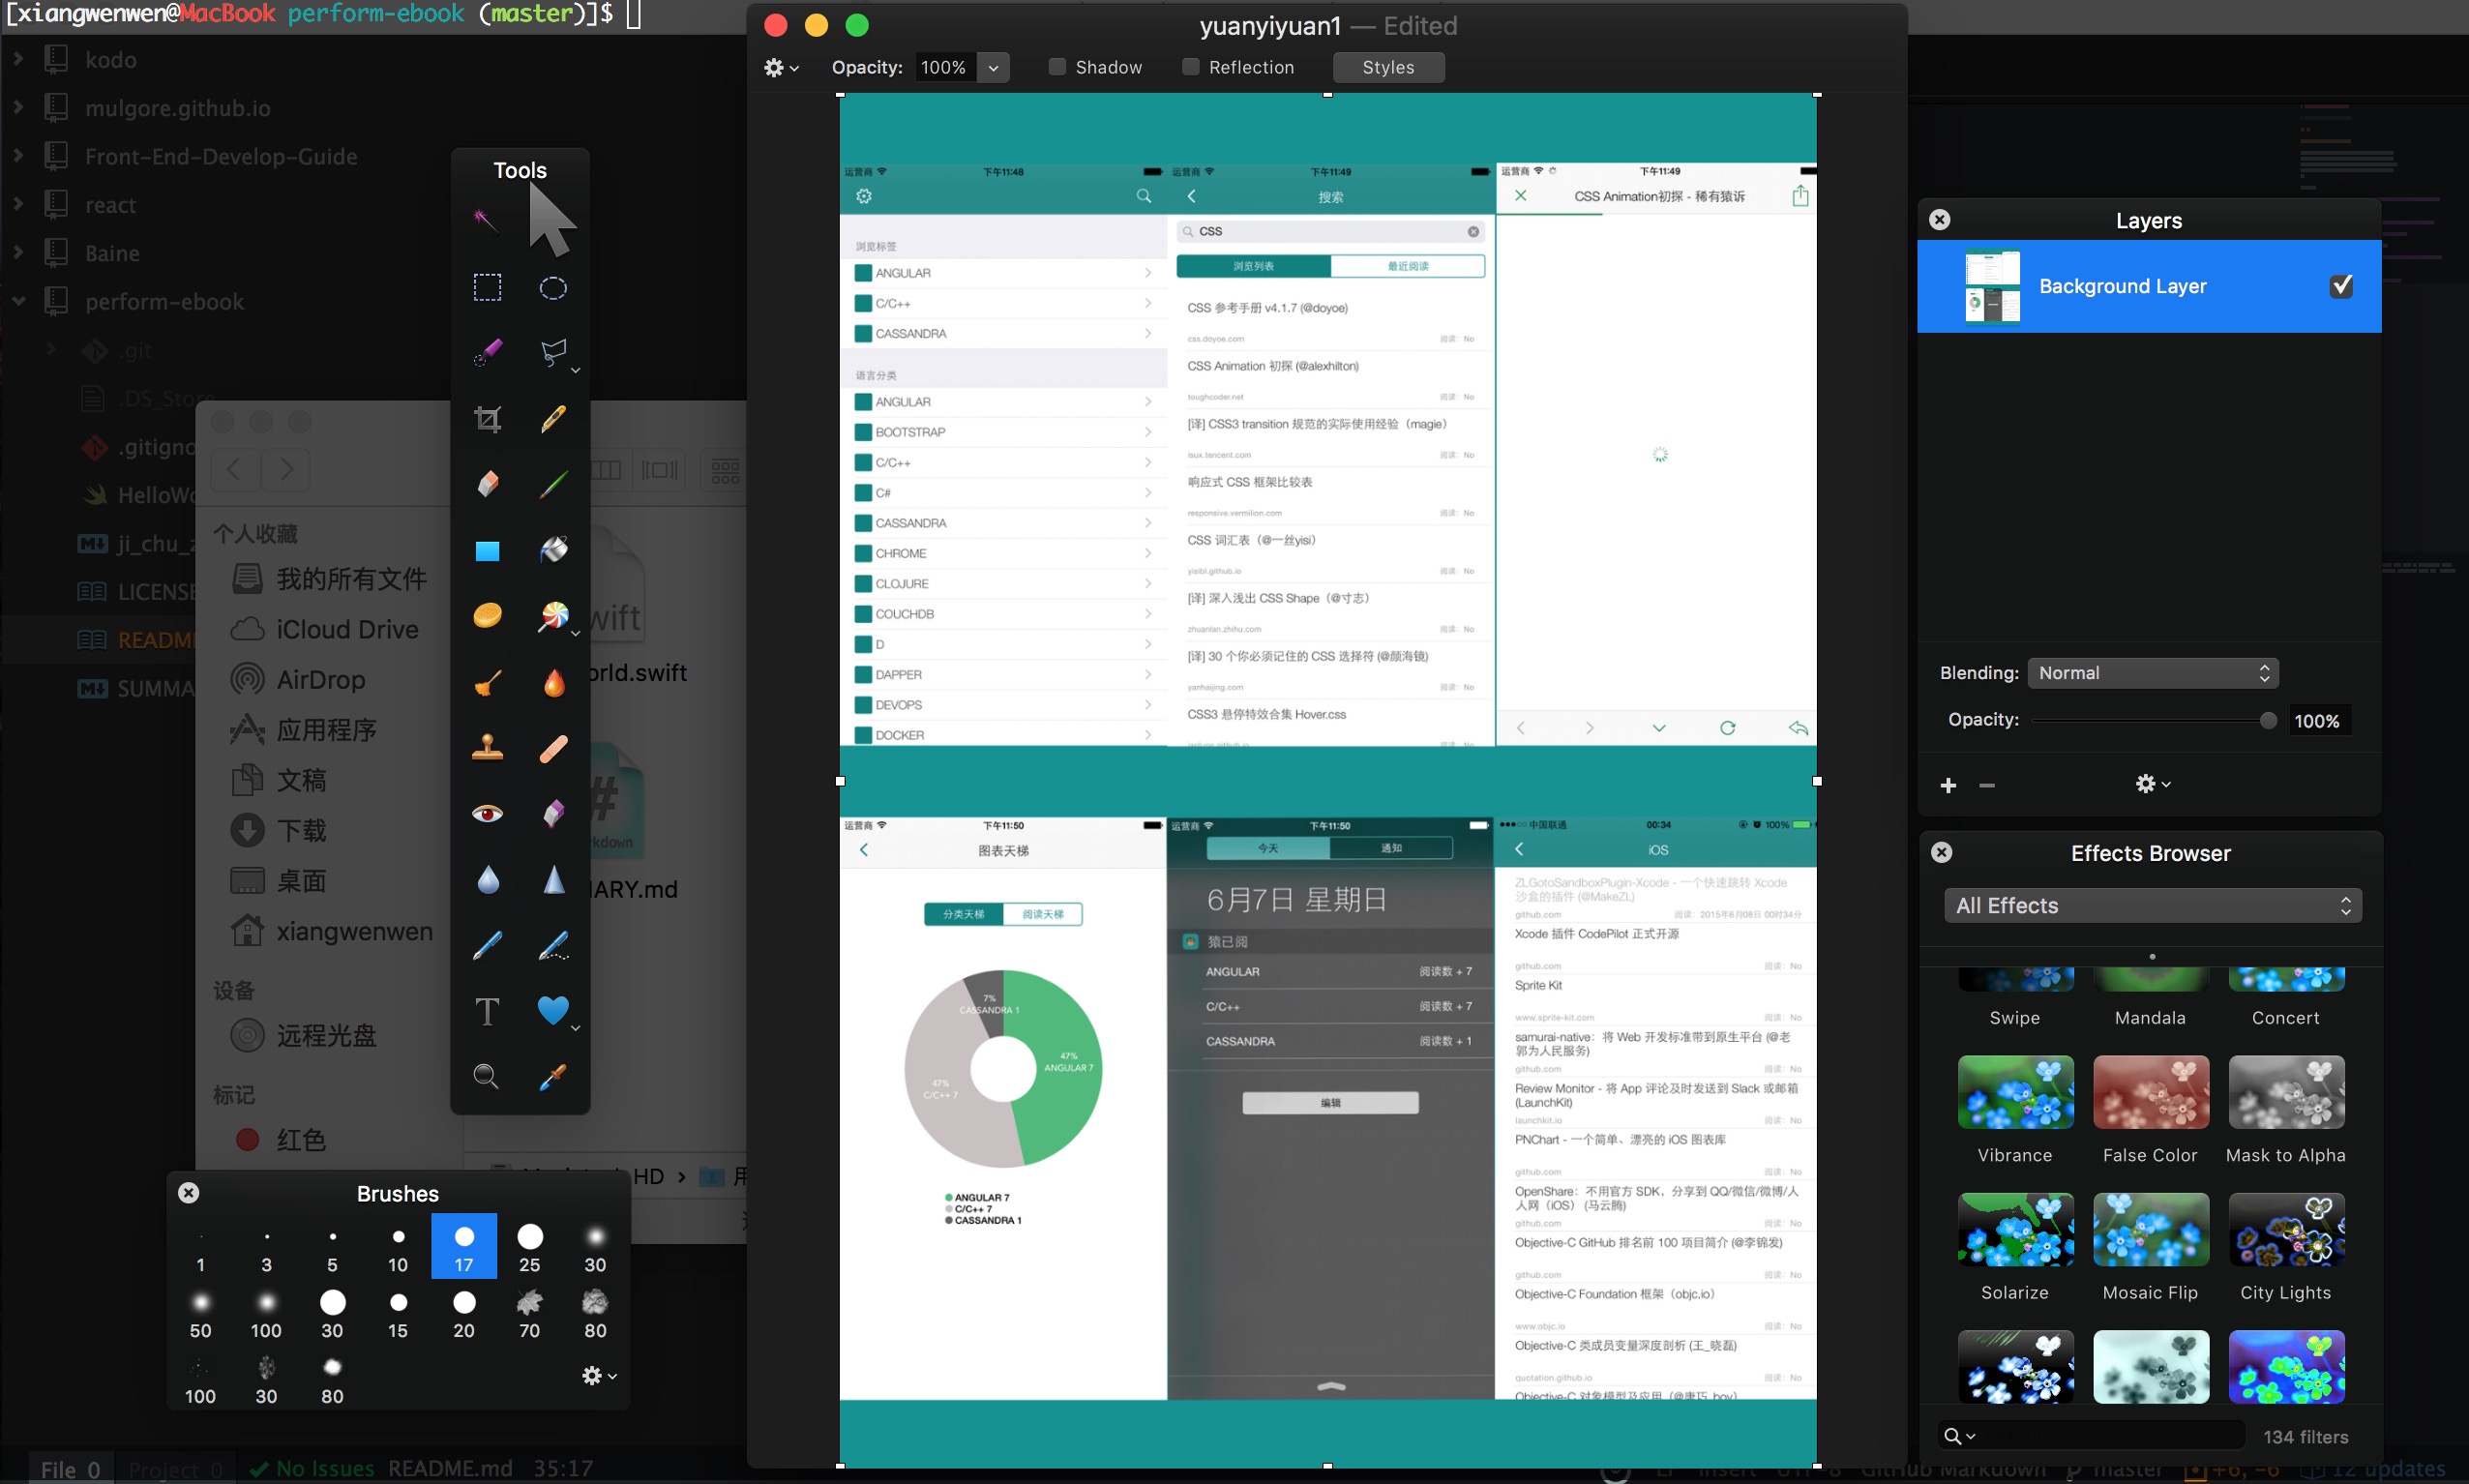 [xiangwenwen@MacBook perform-ebook (master)]$
kodo
mulgore.github.io
Front-End-Develop-Guide
react
Baine
perform-ebook
.git
.DS_Store
.gitigno
HelloWo
ji_chu_z
LICENSE
README
SUMMA
个人收藏
我的所有文件
iCloud Drive
AirDrop
应用程序
文稿
下载
桌面
xiangwenwen
设备
远程光盘
标记
红色
orld.swift
kdown
ARY.md
HD
Tools
Brushes
1 3 5 10 17 25 30
50 100 30 15 20 70 80
100 30 80
File 0 Project 0 No Issues README.md 35:17
yuanyiyuan1 — Edited
Opacity: 100% Shadow Reflection Styles
运营商 下午11:48
浏览标签
ANGULAR
C/C++
CASSANDRA
语言分类
ANGULAR
BOOTSTRAP
C/C++
C#
CASSANDRA
CHROME
CLOJURE
COUCHDB
D
DAPPER
DEVOPS
DOCKER
运营商 下午11:49
搜索
CSS
浏览列表 最近阅读
CSS 参考手册 v4.1.7 (@doyoe)
css.doyoe.com 阅读：No
CSS Animation 初探 (@alexhilton)
toughcoder.net 阅读：No
[译] CSS3 transition 规范的实际使用经验（magie）
isux.tencent.com 阅读：No
响应式 CSS 框架比较表
responsive.vermilion.com 阅读：No
CSS 词汇表（@一丝yisi）
yisibl.github.io 阅读：No
[译] 深入浅出 CSS Shape（@寸志）
zhuanlan.zhihu.com 阅读：No
[译] 30 个你必须记住的 CSS 选择符 (@颜海镜)
yanhaijing.com 阅读：No
CSS3 悬停特效合集 Hover.css
运营商 下午11:49
CSS Animation初探 - 稀有猿诉
运营商 下午11:50
图表天梯
分类天梯 阅读天梯
7%
CASSANDRA 1
47%
ANGULAR 7
47%
C/C++ 7
ANGULAR 7
C/C++ 7
CASSANDRA 1
运营商 下午11:50
今天 通知
6月7日 星期日
猿已阅
ANGULAR 阅读数 + 7
C/C++ 阅读数 + 7
CASSANDRA 阅读数 + 1
编辑
中国联通 00:34 100%
iOS
ZLGotoSandboxPlugin-Xcode - 一个快速跳转 Xcode
沙盒的插件 (@MakeZL)
github.com 阅读：2015年6月08日 00时34分
Xcode 插件 CodePilot 正式开源
github.com 阅读：No
Sprite Kit
www.sprite-kit.com 阅读：No
samurai-native：将 Web 开发标准带到原生平台 (@老
郭为人民服务)
github.com 阅读：No
Review Monitor - 将 App 评论及时发送到 Slack 或邮箱
(LaunchKit)
launchkit.io 阅读：No
PNChart - 一个简单、漂亮的 iOS 图表库
github.com 阅读：No
OpenShare：不用官方 SDK，分享到 QQ/微信/微博/人
人网（iOS）(马云腾)
github.com 阅读：No
Objective-C GitHub 排名前 100 项目简介 (@李锦发)
github.com 阅读：No
Objective-C Foundation 框架（objc.io）
www.objc.io 阅读：No
Objective-C 类成员变量深度剖析 (王_晓磊)
quotation.github.io 阅读：No
Objective-C 对象模型及应用（@唐巧_boy）
Layers
Background Layer
Blending: Normal
Opacity: 100%
Effects Browser
All Effects
Swipe Mandala Concert
Vibrance False Color Mask to Alpha
Solarize Mosaic Flip City Lights
134 filters
LF Insert UTF-8 GitHub Markdown master +6, -6 12 updates